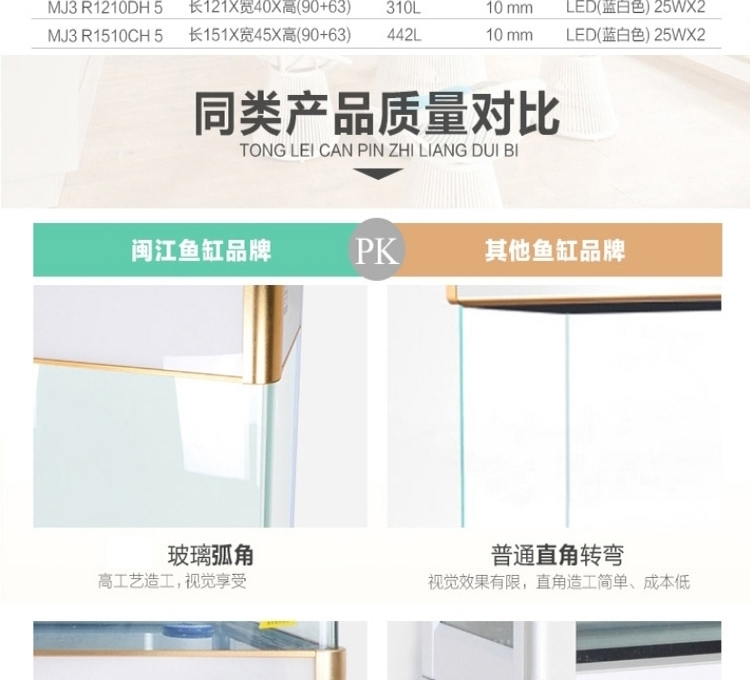 MJ3 R1210DH 5 长121X宽40X高(90+63) 310L 10 mm LED(蓝白色) 25WX2
MJ3 R1510CH 5 长151X宽45X高(90+63) 442L 10 mm LED(蓝白色) 25WX2
同类产品质量对比
TONG LEI CAN PIN ZHI LIANG DUI BI
闽江鱼缸品牌 PK 其他鱼缸品牌
玻璃弧角 普通直角转弯
高工艺造工,视觉享受 视觉效果有限，直角造工简单、成本低